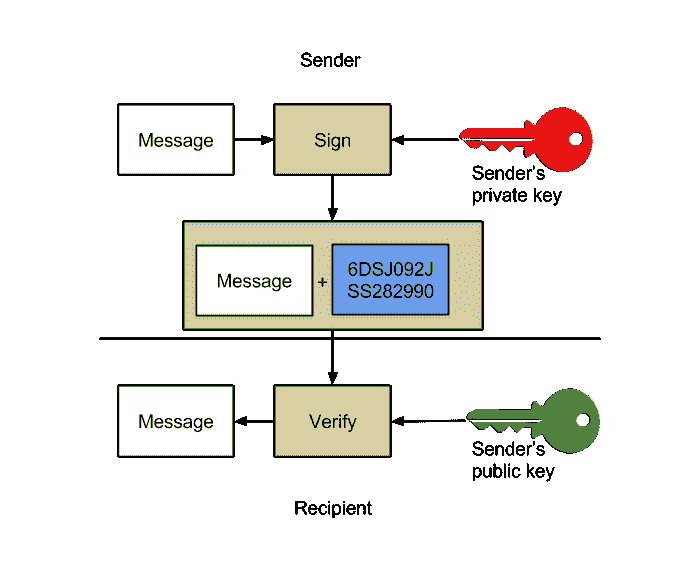 Sender
Message
Sign
Sender's
private key
Message
+
6DSJ092J
SS282990
Message
Verify
Sender's
public key
Recipient